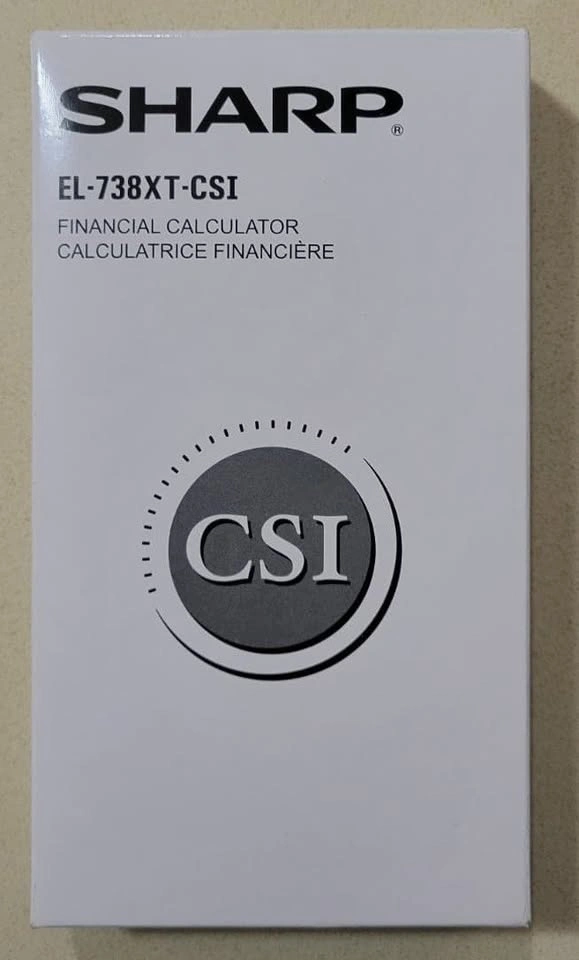 SHARP®
EL-738XT-CSI
FINANCIAL CALCULATOR
CALCULATRICE FINANCIÈRE
CSI